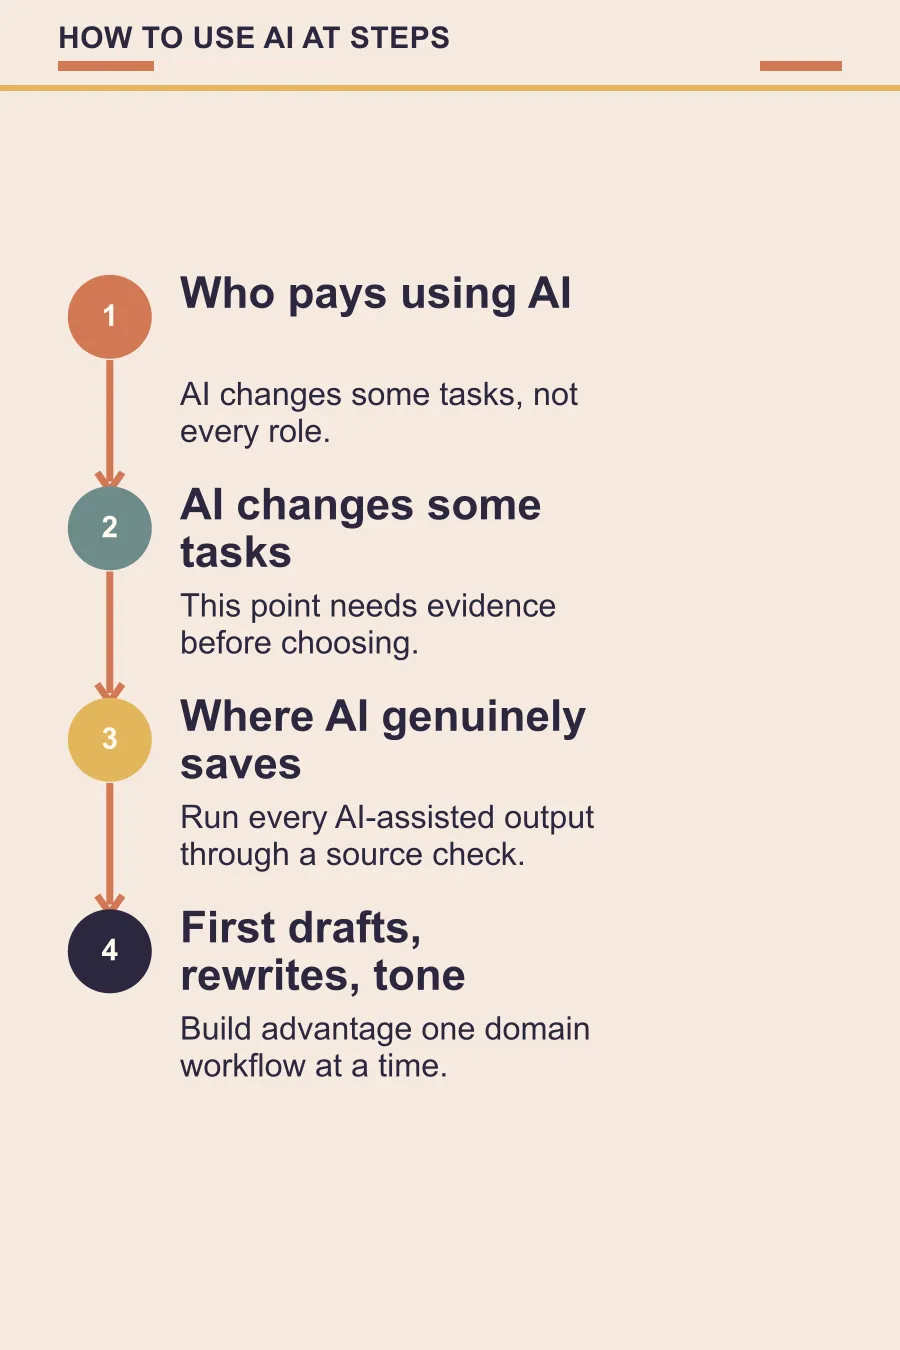 HOW TO USE AI AT STEPS
1
Who pays using AI
AI changes some tasks, not
every role.
2
AI changes some
tasks
This point needs evidence
before choosing.
3
Where AI genuinely
saves
Run every AI-assisted output
through a source check.
4
First drafts,
rewrites, tone
Build advantage one domain
workflow at a time.